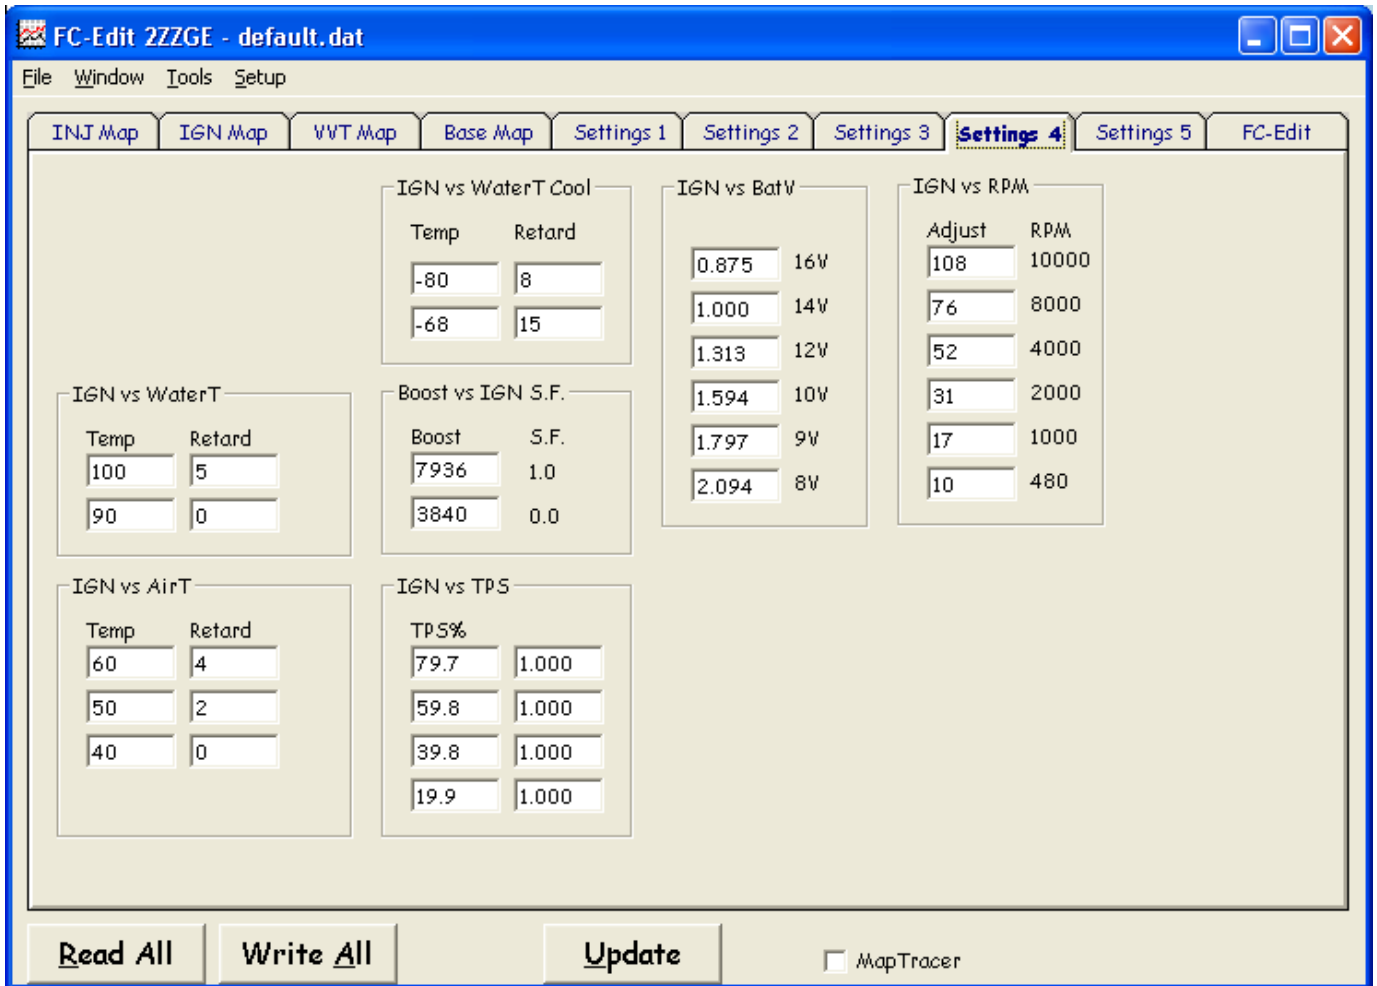 FC-Edit 2ZZGE - default.dat
File Window Tools Setup
INJ Map IGN Map VVT Map Base Map Settings 1 Settings 2 Settings 3 Settings 4 Settings 5 FC-Edit
IGN vs WaterT Cool
Temp Retard
-80 8
-68 15
IGN vs BatV
0.875 16V
1.000 14V
1.313 12V
1.594 10V
1.797 9V
2.094 8V
IGN vs RPM
Adjust RPM
108 10000
76 8000
52 4000
31 2000
17 1000
10 480
IGN vs WaterT
Temp Retard
100 5
90 0
Boost vs IGN S.F.
Boost S.F.
7936 1.0
3840 0.0
IGN vs AirT
Temp Retard
60 4
50 2
40 0
IGN vs TPS
TPS%
79.7 1.000
59.8 1.000
39.8 1.000
19.9 1.000
Read All Write All Update MapTracer